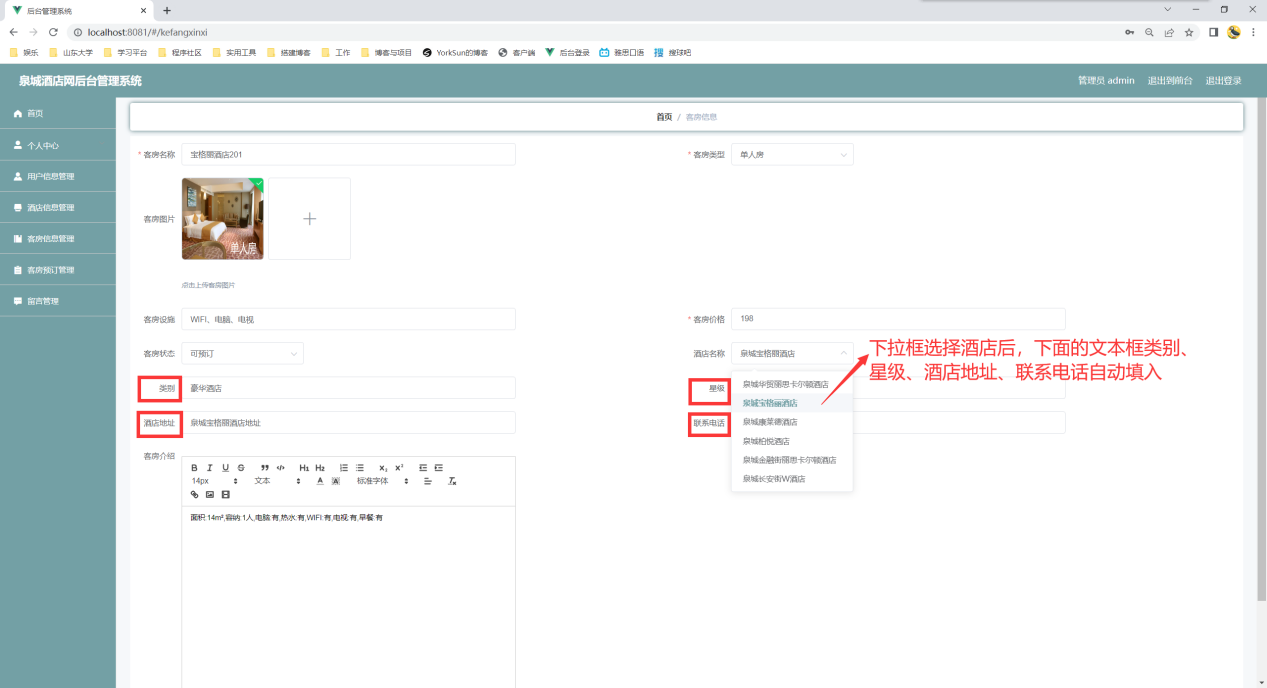 后台管理系统
localhost:8081/#/kefangxinxi
娱乐 山东大学 学习平台 程序社区 实用工具 搭建博客 工作 博客与项目 YorkSun的博客 客户端 后台登录 雅思口语 搜球吧
泉城酒店网后台管理系统 管理员 admin 退出到前台 退出登录
首页
个人中心
用户信息管理
酒店信息管理
客房信息管理
客房预订管理
留言管理
首页 / 客房信息
* 客房名称 宝格丽酒店201 * 客房类型 单人房
客房图片 单人房
点击上传客房图片
客房设施 WIFI、电脑、电视 * 客房价格 198
客房状态 可预订 酒店名称 泉城宝格丽酒店
类别 豪华酒店 星级
酒店地址 泉城宝格丽酒店地址 联系电话
泉城华贸丽思卡尔顿酒店
泉城宝格丽酒店
泉城康莱德酒店
泉城柏悦酒店
泉城金融街丽思卡尔顿酒店
泉城长安街W酒店
下拉框选择酒店后，下面的文本框类别、
星级、酒店地址、联系电话自动填入
客房介绍
B I U S ” </> H1 H2 X₂ X²
14px 文本 A A 标准字体 Tx
面积:14m²,容纳:1人,电脑:有,热水:有,WIFI:有,电视:有,早餐:有